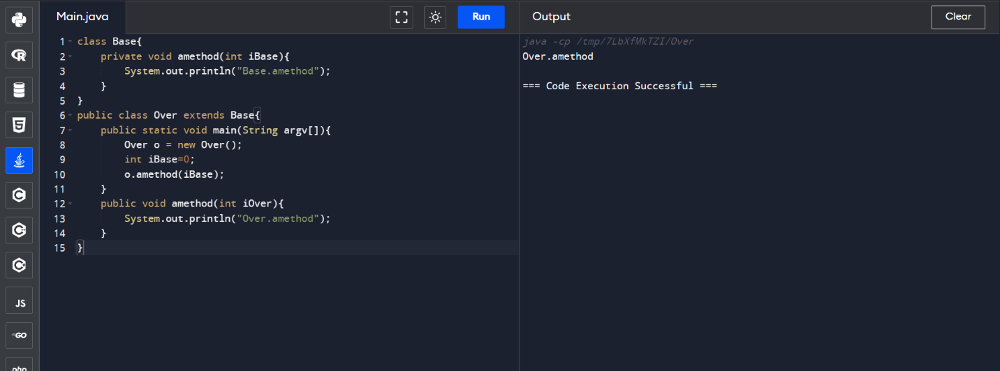 Main.java
Run
Output
Clear
1 class Base{
2 private void amethod(int iBase){
3 System.out.println("Base.amethod");
4 }
5 }
6 public class Over extends Base{
7 public static void main(String argv[]){
8 Over o = new Over();
9 int iBase=0;
10 o.amethod(iBase);
11 }
12 public void amethod(int iOver){
13 System.out.println("Over.amethod");
14 }
15 }
java -cp /tmp/7LbXfMkTZI/Over
Over.amethod
=== Code Execution Successful ===
JS
GO
php